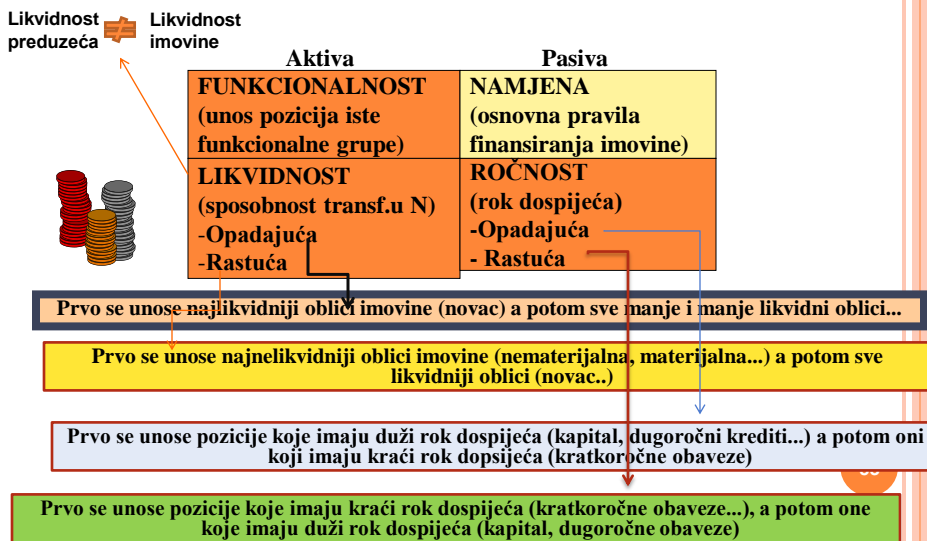 Likvidnost preduzeća ≠ Likvidnost imovine
Aktiva
Pasiva
FUNKCIONALNOST
(unos pozicija iste
funkcionalne grupe)
NAMJENA
(osnovna pravila
finansiranja imovine)
LIKVIDNOST
(sposobnost transf.u N)
-Opadajuća
-Rastuća
ROČNOST
(rok dospijeća)
-Opadajuća
- Rastuća
Prvo se unose najlikvidniji oblici imovine (novac) a potom sve manje i manje likvidni oblici...
Prvo se unose najnelikvidniji oblici imovine (nematerijalna, materijalna...) a potom sve
likvidniji oblici (novac..)
Prvo se unose pozicije koje imaju duži rok dospijeća (kapital, dugoročni krediti...) a potom oni
koji imaju kraći rok dopsijeća (kratkoročne obaveze)
Prvo se unose pozicije koje imaju kraći rok dospijeća (kratkoročne obaveze...), a potom one
koje imaju duži rok dospijeća (kapital, dugoročne obaveze)